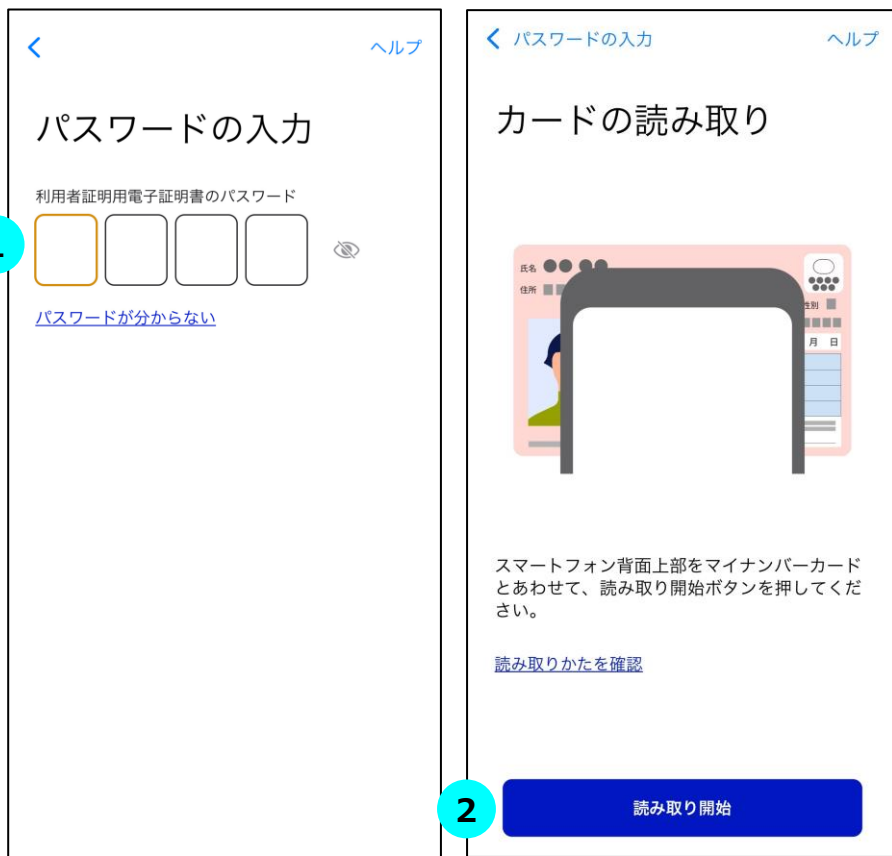 ヘルプ
パスワードの入力
利用者証明用電子証明書のパスワード
パスワードが分からない
パスワードの入力
ヘルプ
カードの読み取り
氏名
住所
性別
月 日
スマートフォン背面上部をマイナンバーカード
とあわせて、読み取り開始ボタンを押してくだ
さい。
読み取りかたを確認
2
読み取り開始